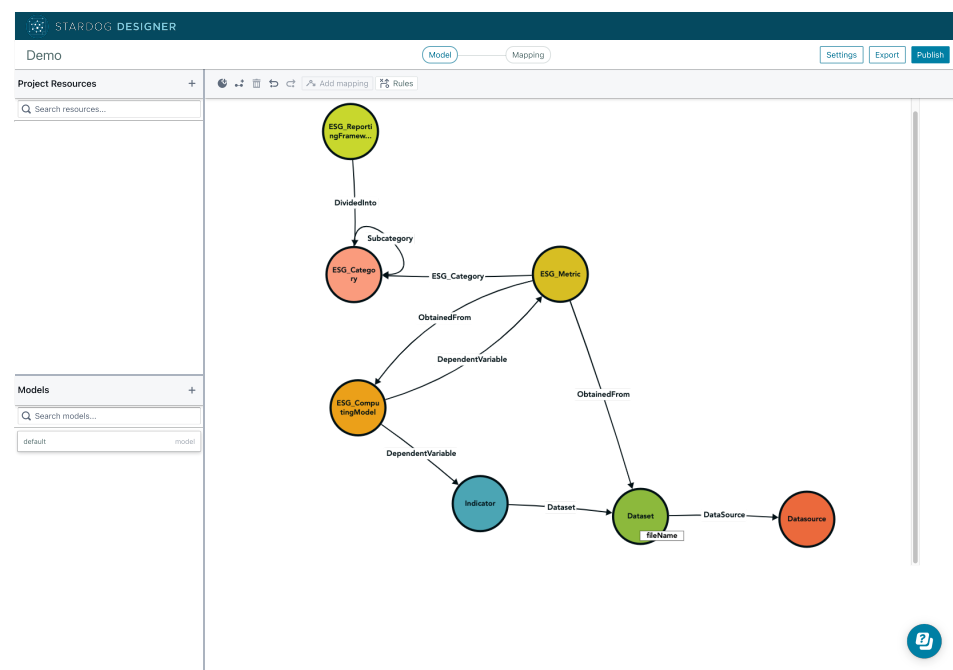 STARDOG DESIGNER
Demo
Model
Mapping
Settings
Export
Publish
Project Resources
Add mapping
Rules
Search resources...
ESG_Reporti
ngFramew...
DividedInto
Subcategory
ESG_Catego
ry
ESG_Category
ESG_Metric
ObtainedFrom
DependentVariable
Models
ObtainedFrom
Search models...
ESG_Compu
tingModel
default
model
DependentVariable
Indicator
Dataset
Dataset
fileName
DataSource
Datasource